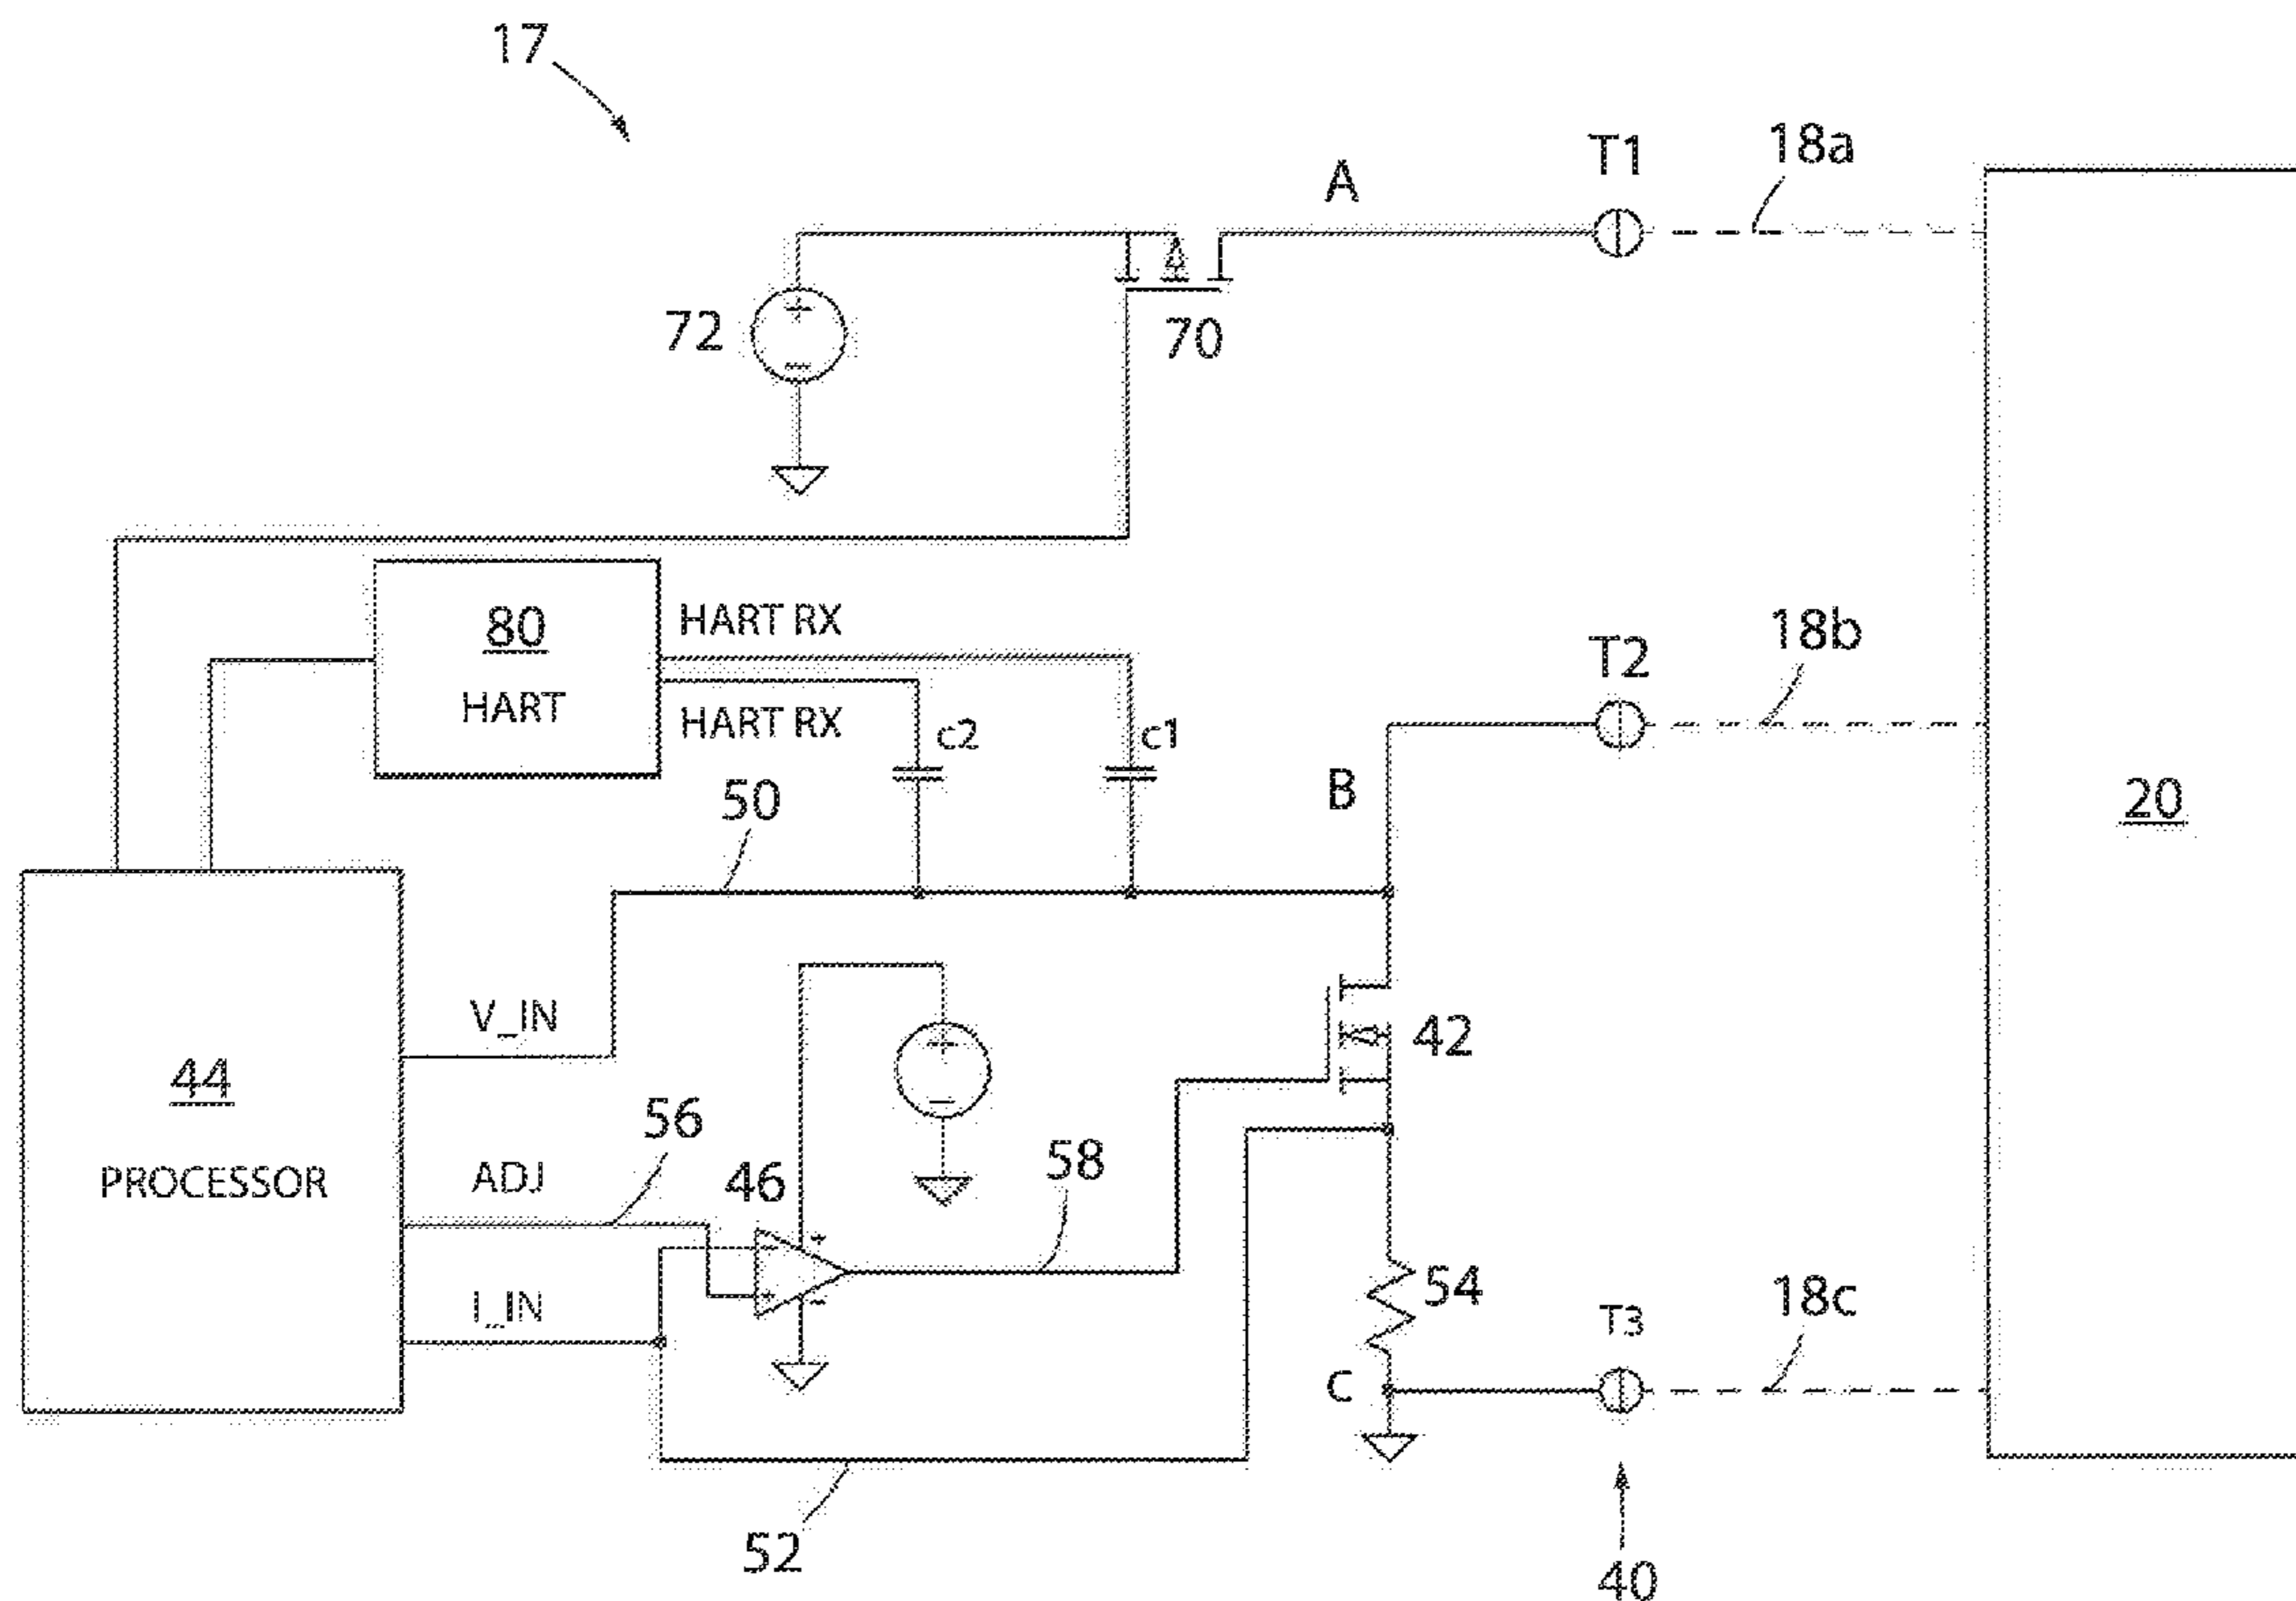 17
T1
18a
A
72
70
80
HART
HART RX
HART RX
T2
18b
c2
c1
50
B
20
V_IN
42
44
PROCESSOR
56
ADJ
46
58
I_IN
54
T3
18c
C
52
40